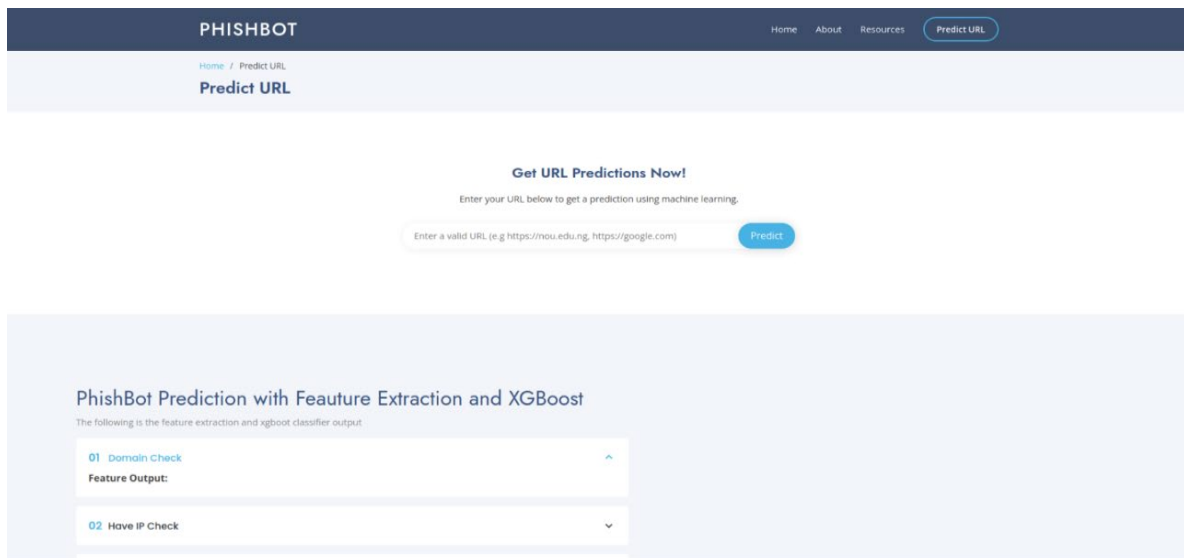 PHISHBOT
Home About Resources Predict URL
Home / Predict URL
Predict URL
Get URL Predictions Now!
Enter your URL below to get a prediction using machine learning.
Enter a valid URL (e.g https://nou.edu.ng, https://google.com) Predict
PhishBot Prediction with Feauture Extraction and XGBoost
The following is the feature extraction and xgboot classifier output
01 Domain Check
Feature Output:
02 Have IP Check